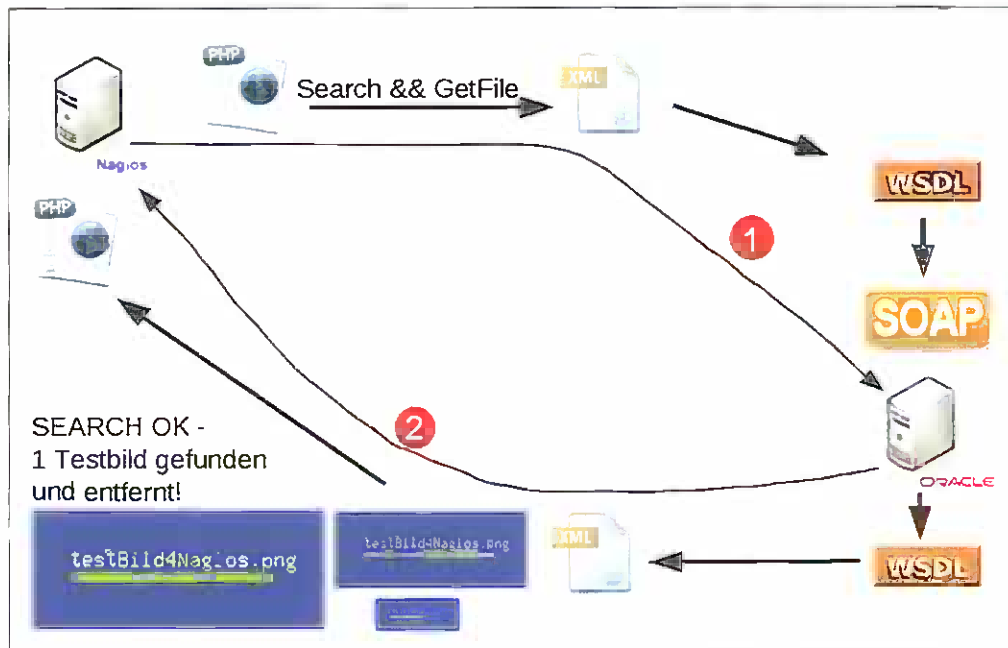 PHP
Search && GetFile
XML
Nagios
WSDL
PHP
1
SOAP
2
SEARCH OK -
1 Testbild gefunden
und entfernt!
ORACLE
testBild4Nagios.png
testBild4Nagios.png
XML
WSDL